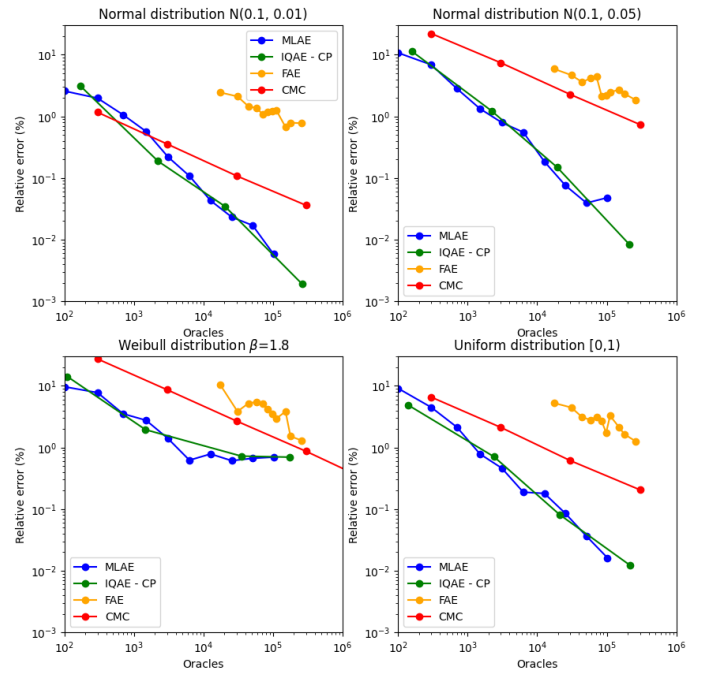 Normal distribution N(0.1, 0.01)
Relative error (%)
10¹
10⁰
10⁻¹
10⁻²
10⁻³
MLAE
IQAE - CP
FAE
CMC
10²
10³
10⁴
10⁵
10⁶
Oracles
Normal distribution N(0.1, 0.05)
Relative error (%)
10¹
10⁰
10⁻¹
10⁻²
10⁻³
MLAE
IQAE - CP
FAE
CMC
10²
10³
10⁴
10⁵
10⁶
Oracles
Weibull distribution β=1.8
Relative error (%)
10¹
10⁰
10⁻¹
10⁻²
10⁻³
MLAE
IQAE - CP
FAE
CMC
10²
10³
10⁴
10⁵
10⁶
Oracles
Uniform distribution [0,1)
Relative error (%)
10¹
10⁰
10⁻¹
10⁻²
10⁻³
MLAE
IQAE - CP
FAE
CMC
10²
10³
10⁴
10⁵
10⁶
Oracles